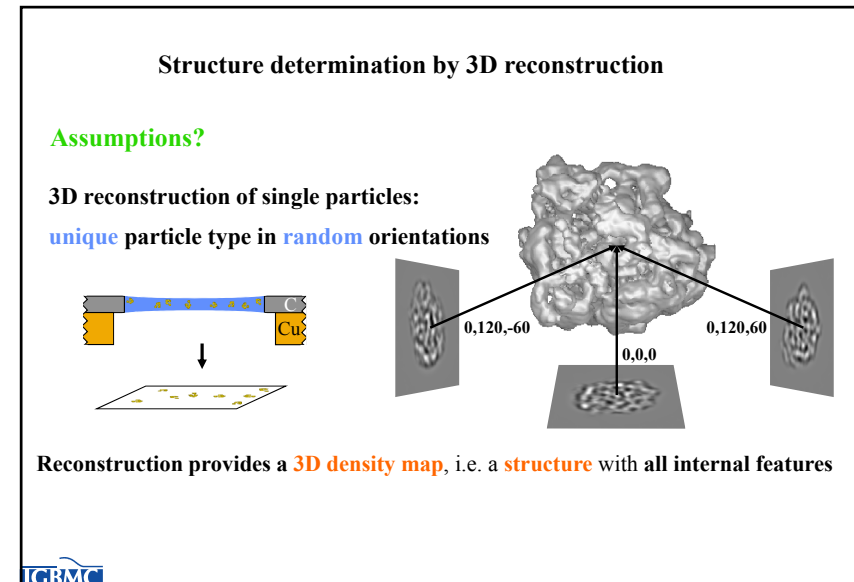 Structure determination by 3D reconstruction
Assumptions?
3D reconstruction of single particles:
unique particle type in random orientations
C
Cu
0,120,-60
0,120,60
0,0,0
Reconstruction provides a 3D density map, i.e. a structure with all internal features
IGBMC